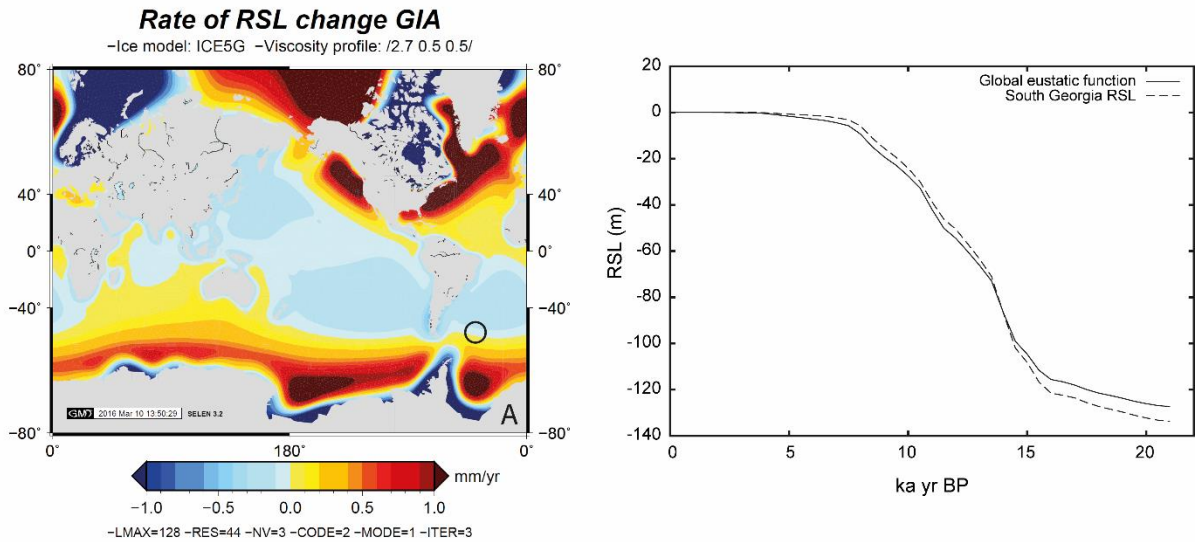 Rate of RSL change GIA
−Ice model: ICE5G −Viscosity profile: /2.7 0.5 0.5/
80˚ 80˚
40˚ 40˚
0˚ 0˚
−40˚ −40˚
−80˚ −80˚
GMD 2016 Mar 10 13:50:29 SELEN 3.2
A
0˚ 180˚ 0˚
mm/yr
−1.0 −0.5 0.0 0.5 1.0
−LMAX=128 −RES=44 −NV=3 −CODE=2 −MODE=1 −ITER=3
Global eustatic function
South Georgia RSL
RSL (m)
20
0
-20
-40
-60
-80
-100
-120
-140
0 5 10 15 20
ka yr BP